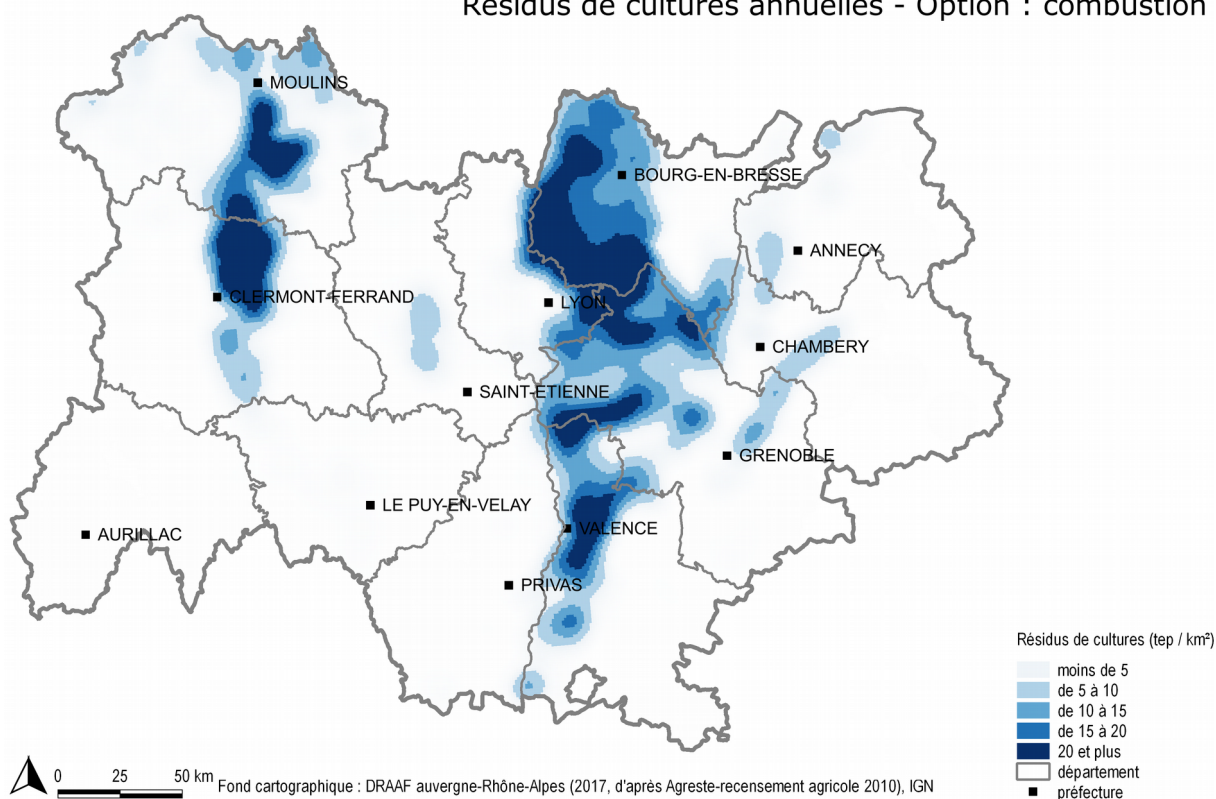 Résidus de cultures annuelles - Option : combustion
MOULINS
BOURG-EN-BRESSE
ANNECY
CLERMONT-FERRAND
LYON
CHAMBERY
SAINT-ETIENNE
GRENOBLE
LE PUY-EN-VELAY
AURILLAC
VALENCE
PRIVAS
Résidus de cultures (tep / km²)
moins de 5
de 5 à 10
de 10 à 15
de 15 à 20
20 et plus
département
préfecture
0 25 50 km
Fond cartographique : DRAAF auvergne-Rhône-Alpes (2017, d'après Agreste-recensement agricole 2010), IGN